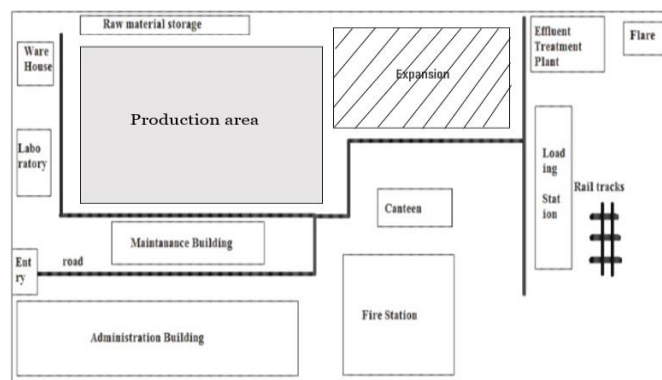 Raw material storage
Ware
House
Production area
Expansion
Effluent
Treatment
Plant
Flare
Labo
ratory
Load
ing
Stat
ion
Rail tracks
Canteen
Maintanance Building
Ent
ry
road
Fire Station
Administration Building